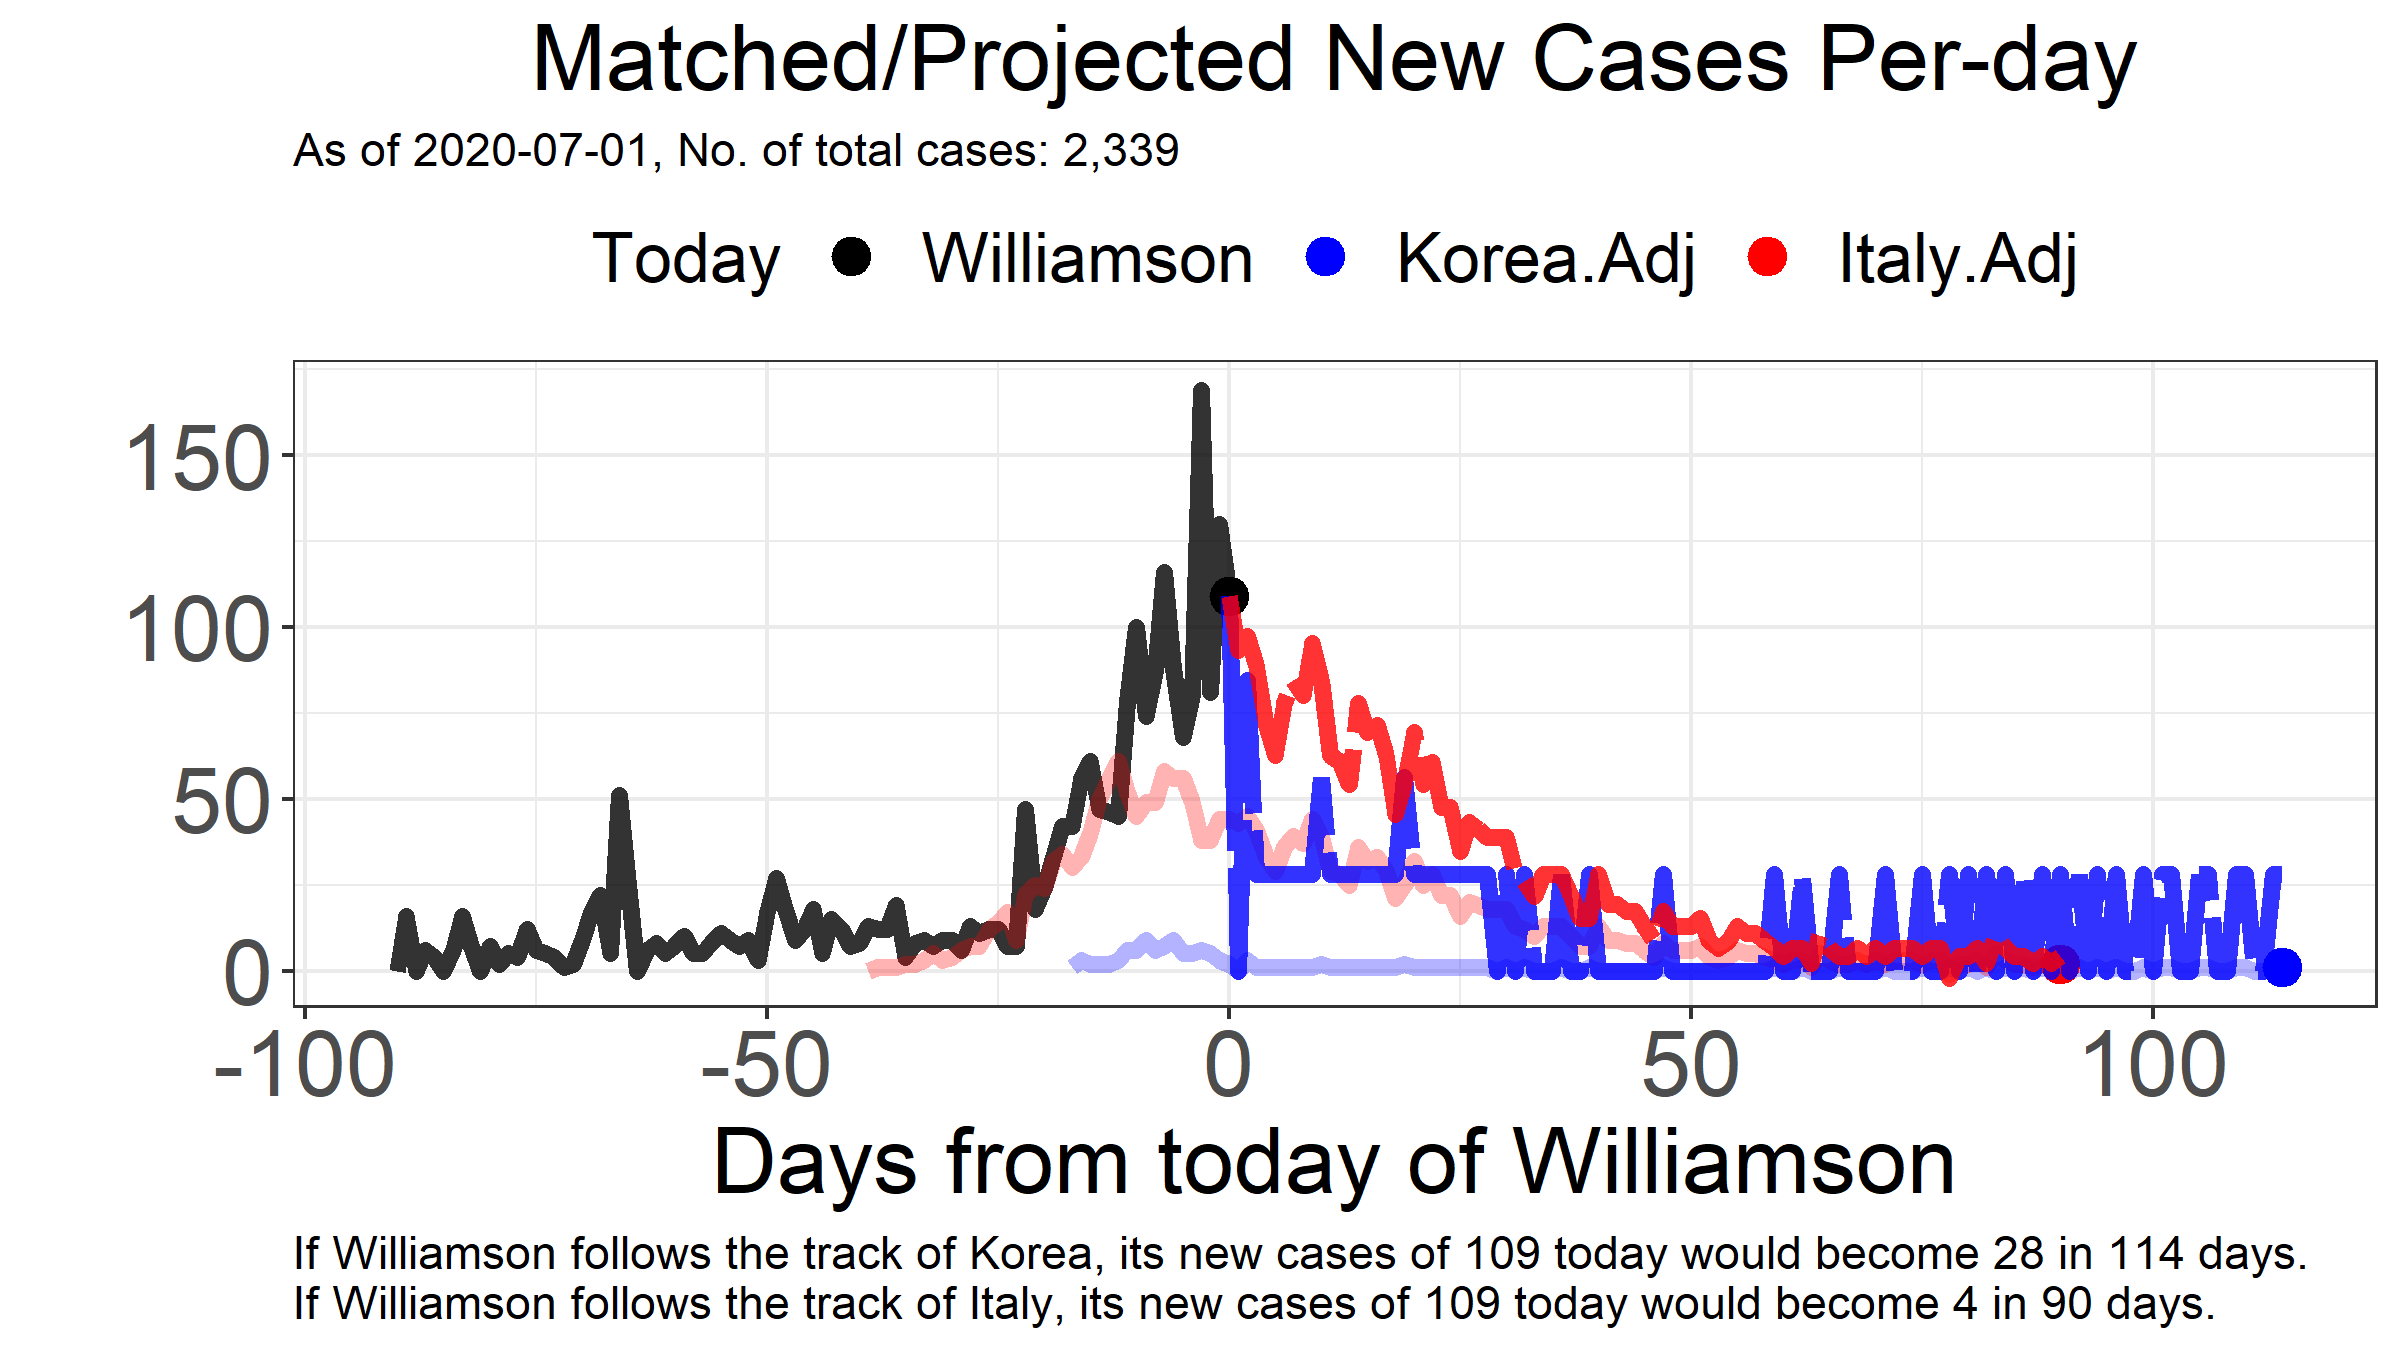 Matched/Projected New Cases Per-day
As of 2020-07-01, No. of total cases: 2,339
Today Williamson Korea.Adj Italy.Adj
150
100
50
0
-100 -50 0 50 100
Days from today of Williamson
If Williamson follows the track of Korea, its new cases of 109 today would become 28 in 114 days.
If Williamson follows the track of Italy, its new cases of 109 today would become 4 in 90 days.